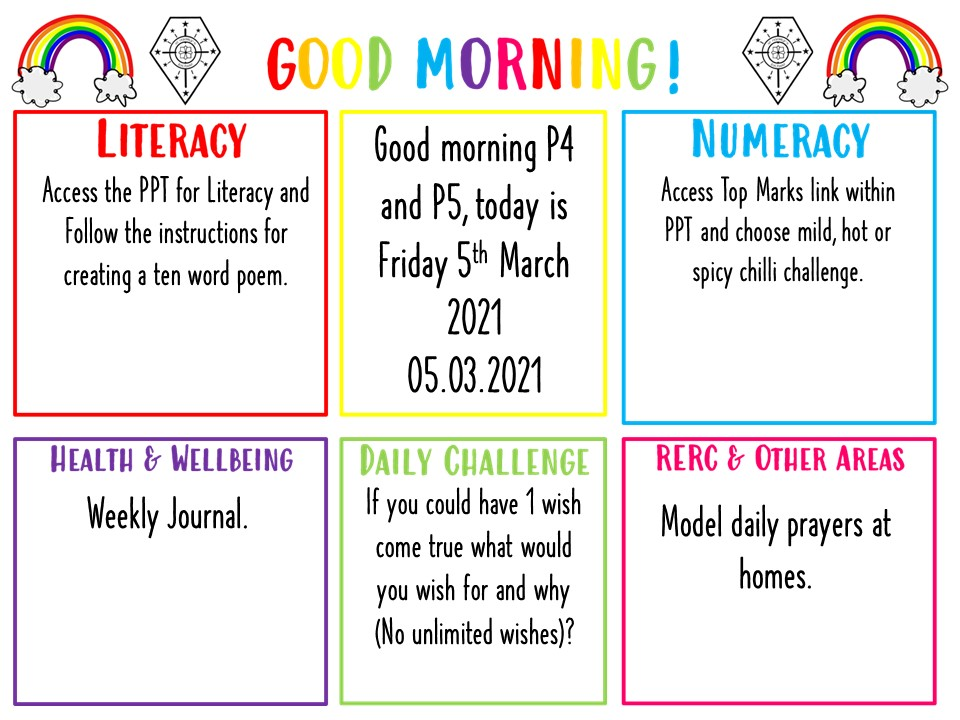 GOOD MORNING!
LITERACY
Access the PPT for Literacy and
Follow the instructions for
creating a ten word poem.
Good morning P4
and P5, today is
Friday 5th March
2021
05.03.2021
NUMERACY
Access Top Marks link within
PPT and choose mild, hot or
spicy chilli challenge.
HEALTH & WELLBEING
Weekly Journal.
DAILY CHALLENGE
If you could have 1 wish
come true what would
you wish for and why
(No unlimited wishes)?
RERC & OTHER AREAS
Model daily prayers at
homes.